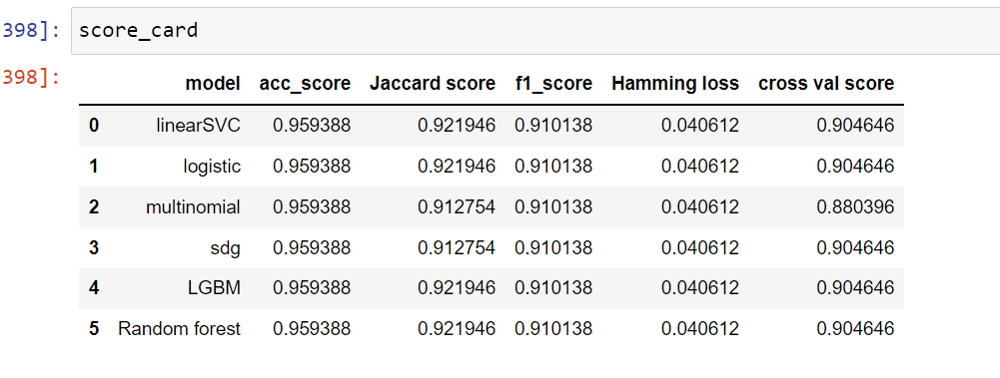 398]: score_card
398]:
model acc_score Jaccard score f1_score Hamming loss cross val score
0 linearSVC 0.959388 0.921946 0.910138 0.040612 0.904646
1 logistic 0.959388 0.921946 0.910138 0.040612 0.904646
2 multinomial 0.959388 0.912754 0.910138 0.040612 0.880396
3 sdg 0.959388 0.912754 0.910138 0.040612 0.904646
4 LGBM 0.959388 0.921946 0.910138 0.040612 0.904646
5 Random forest 0.959388 0.921946 0.910138 0.040612 0.904646